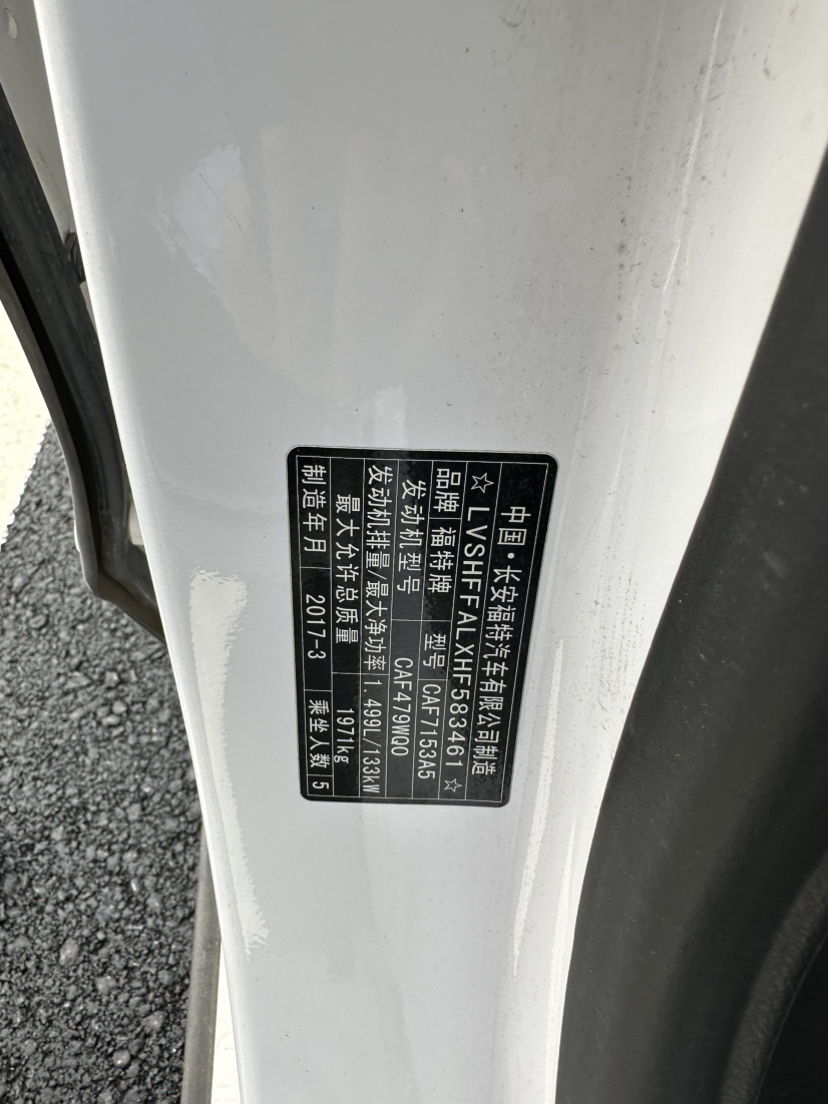 中国·长安福特汽车有限公司制造
☆ LVSHFFALXHF583461 ☆
品牌 福特牌 型号 CAF7153A5
发动机型号 CAF479WQ0
发动机排量/最大净功率 1.499L/133kW
最大允许总质量 1971kg
制造年月 2017-3 乘坐人数 5